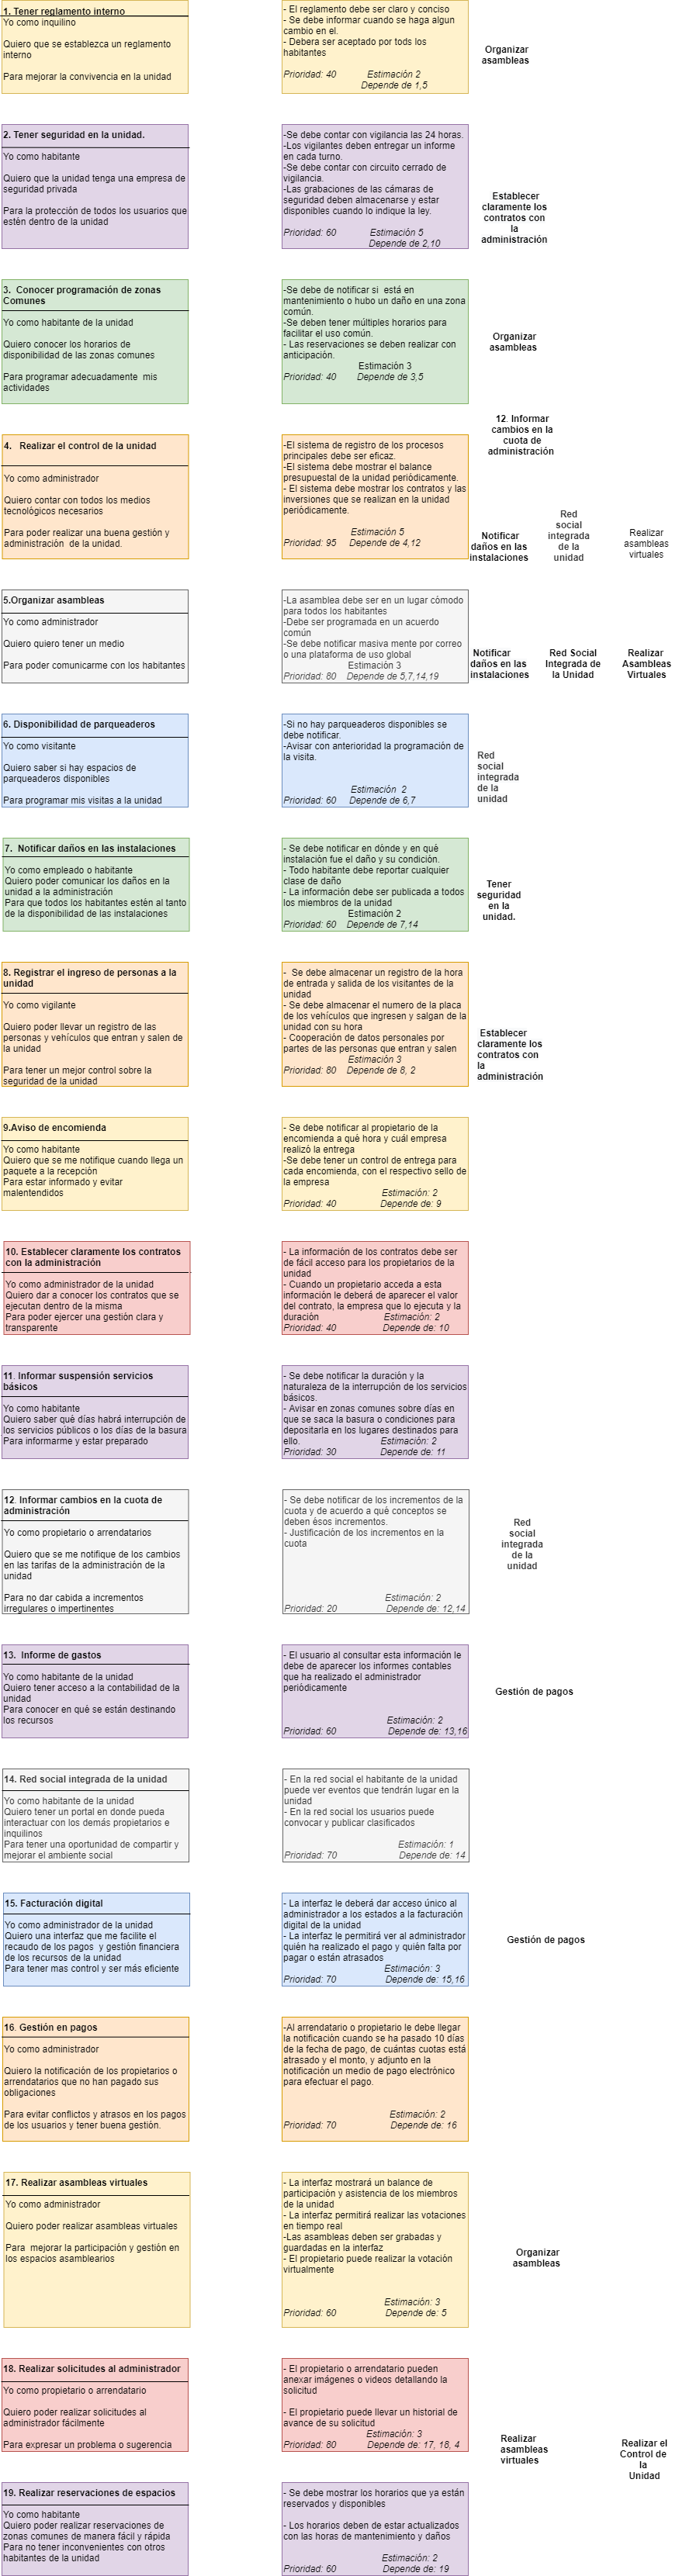 1. Tener reglamento interno
Yo como inquilino
Quiero que se establezca un reglamento
interno
Para mejorar la convivencia en la unidad
- El reglamento debe ser claro y conciso
- Se debe informar cuando se haga algun
cambio en el.
- Debera ser aceptado por tods los
habitantes
Prioridad: 40 Estimación 2
Depende de 1,5
Organizar
asambleas
2. Tener seguridad en la unidad.
Yo como habitante
Quiero que la unidad tenga una empresa de
seguridad privada
Para la protección de todos los usuarios que
estén dentro de la unidad
-Se debe contar con vigilancia las 24 horas.
-Los vigilantes deben entregar un informe
en cada turno.
-Se debe contar con circuito cerrado de
vigilancia.
-Las grabaciones de las cámaras de
seguridad deben almacenarse y estar
disponibles cuando lo indique la ley.
Prioridad: 60 Estimación 5
Depende de 2,10
Establecer
claramente los
contratos con
la
administración
3. Conocer programación de zonas
Comunes
Yo como habitante de la unidad
Quiero conocer los horarios de
disponibilidad de las zonas comunes
Para programar adecuadamente mis
actividades
-Se debe de notificar si está en
mantenimiento o hubo un daño en una zona
común.
-Se deben tener múltiples horarios para
facilitar el uso común.
- Las reservaciones se deben realizar con
anticipación.
Estimación 3
Prioridad: 40 Depende de 3,5
Organizar
asambleas
12. Informar
cambios en la
cuota de
administración
4. Realizar el control de la unidad
Yo como administrador
Quiero contar con todos los medios
tecnológicos necesarios
Para poder realizar una buena gestión y
administración de la unidad.
-El sistema de registro de los procesos
principales debe ser eficaz.
-El sistema debe mostrar el balance
presupuestal de la unidad periódicamente.
- El sistema debe mostrar los contratos y las
inversiones que se realizan en la unidad
periódicamente.
Estimación 5
Prioridad: 95 Depende de 4,12
Notificar
daños en las
instalaciones
Red
social
integrada
de la
unidad
Realizar
asambleas
virtuales
5.Organizar asambleas
Yo como administrador
Quiero quiero tener un medio
Para poder comunicarme con los habitantes
-La asamblea debe ser en un lugar cómodo
para todos los habitantes
-Debe ser programada en un acuerdo
común
-Se debe notificar masiva mente por correo
o una plataforma de uso global
Estimación 3
Prioridad: 80 Depende de 5,7,14,19
Notificar
daños en las
instalaciones
Red Social
Integrada de
la Unidad
Realizar
Asambleas
Virtuales
6. Disponibilidad de parqueaderos
Yo como visitante
Quiero saber si hay espacios de
parqueaderos disponibles
Para programar mis visitas a la unidad
-Si no hay parqueaderos disponibles se
debe notificar.
-Avisar con anterioridad la programación de
la visita.
Estimación 2
Prioridad: 60 Depende de 6,7
Red
social
integrada
de la
unidad
7. Notificar daños en las instalaciones
Yo como empleado o habitante
Quiero poder comunicar los daños en la
unidad a la administración
Para que todos los habitantes estén al tanto
de la disponibilidad de las instalaciones
- Se debe notificar en dónde y en qué
instalación fue el daño y su condición.
- Todo habitante debe reportar cualquier
clase de daño
- La información debe ser publicada a todos
los miembros de la unidad
Estimación 2
Prioridad: 60 Depende de 7,14
Tener
seguridad
en la
unidad.
8. Registrar el ingreso de personas a la
unidad
Yo como vigilante
Quiero poder llevar un registro de las
personas y vehículos que entran y salen de
la unidad
Para tener un mejor control sobre la
seguridad de la unidad
- Se debe almacenar un registro de la hora
de entrada y salida de los visitantes de la
unidad
- Se debe almacenar el numero de la placa
de los vehículos que ingresen y salgan de la
unidad con su hora
- Cooperación de datos personales por
partes de las personas que entran y salen
Estimación 3
Prioridad: 80 Depende de 8, 2
Establecer
claramente los
contratos con
la
administración
9.Aviso de encomienda
Yo como habitante
Quiero que se me notifique cuando llega un
paquete a la recepción
Para estar informado y evitar
malentendidos
- Se debe notificar al propietario de la
encomienda a qué hora y cuál empresa
realizó la entrega
-Se debe tener un control de entrega para
cada encomienda, con el respectivo sello de
la empresa
Estimación: 2
Prioridad: 40 Depende de: 9
10. Establecer claramente los contratos
con la administración
Yo como administrador de la unidad
Quiero dar a conocer los contratos que se
ejecutan dentro de la misma
Para poder ejercer una gestión clara y
transparente
- La información de los contratos debe ser
de fácil acceso para los propietarios de la
unidad
- Cuando un propietario acceda a esta
información le deberá de aparecer el valor
del contrato, la empresa que lo ejecuta y la
duración Estimación: 2
Prioridad: 40 Depende de: 10
11. Informar suspensión servicios
básicos
Yo como habitante
Quiero saber qué días habrá interrupción de
los servicios públicos o los días de la basura
Para informarme y estar preparado
- Se debe notificar la duración y la
naturaleza de la interrupción de los servicios
básicos.
- Avisar en zonas comunes sobre días en
que se saca la basura o condiciones para
depositarla en los lugares destinados para
ello. Estimación: 2
Prioridad: 30 Depende de: 11
12. Informar cambios en la cuota de
administración
Yo como propietario o arrendatarios
Quiero que se me notifique de los cambios
en las tarifas de la administración de la
unidad
Para no dar cabida a incrementos
irregulares o impertinentes
- Se debe notificar de los incrementos de la
cuota y de acuerdo a qué conceptos se
deben ésos incrementos.
- Justificación de los incrementos en la
cuota
Estimación: 2
Prioridad: 20 Depende de: 12,14
Red
social
integrada
de la
unidad
13. Informe de gastos
Yo como habitante de la unidad
Quiero tener acceso a la contabilidad de la
unidad
Para conocer en qué se están destinando
los recursos
- El usuario al consultar esta información le
debe de aparecer los informes contables
que ha realizado el administrador
periódicamente
Estimación: 2
Prioridad: 60 Depende de: 13,16
Gestión de pagos
14. Red social integrada de la unidad
Yo como habitante de la unidad
Quiero tener un portal en donde pueda
interactuar con los demás propietarios e
inquilinos
Para tener una oportunidad de compartir y
mejorar el ambiente social
- En la red social el habitante de la unidad
puede ver eventos que tendrán lugar en la
unidad
- En la red social los usuarios puede
convocar y publicar clasificados
Estimación: 1
Prioridad: 70 Depende de: 14
15. Facturación digital
Yo como administrador de la unidad
Quiero una interfaz que me facilite el
recaudo de los pagos y gestión financiera
de los recursos de la unidad
Para tener mas control y ser más eficiente
- La interfaz le deberá dar acceso único al
administrador a los estados a la facturación
digital de la unidad
- La interfaz le permitirá ver al administrador
quién ha realizado el pago y quién falta por
pagar o están atrasados
Estimación: 3
Prioridad: 70 Depende de: 15,16
Gestión de pagos
16. Gestión en pagos
Yo como administrador
Quiero la notificación de los propietarios o
arrendatarios que no han pagado sus
obligaciones
Para evitar conflictos y atrasos en los pagos
de los usuarios y tener buena gestión.
-Al arrendatario o propietario le debe llegar
la notificación cuando se ha pasado 10 días
de la fecha de pago, de cuántas cuotas está
atrasado y el monto, y adjunto en la
notificación un medio de pago electrónico
para efectuar el pago.
Estimación: 2
Prioridad: 70 Depende de: 16
17. Realizar asambleas virtuales
Yo como administrador
Quiero poder realizar asambleas virtuales
Para mejorar la participación y gestión en
los espacios asamblearios
- La interfaz mostrará un balance de
participación y asistencia de los miembros
de la unidad
- La interfaz permitirá realizar las votaciones
en tiempo real
-Las asambleas deben ser grabadas y
guardadas en la interfaz
- El propietario puede realizar la votación
virtualmente
Estimación: 3
Prioridad: 60 Depende de: 5
Organizar
asambleas
18. Realizar solicitudes al administrador
Yo como propietario o arrendatario
Quiero poder realizar solicitudes al
administrador fácilmente
Para expresar un problema o sugerencia
- El propietario o arrendatario pueden
anexar imágenes o videos detallando la
solicitud
- El propietario puede llevar un historial de
avance de su solicitud
Estimación: 3
Prioridad: 80 Depende de: 17, 18, 4
Realizar
asambleas
virtuales
Realizar el
Control de
la
Unidad
19. Realizar reservaciones de espacios
Yo como habitante
Quiero poder realizar reservaciones de
zonas comunes de manera fácil y rápida
Para no tener inconvenientes con otros
habitantes de la unidad
- Se debe mostrar los horarios que ya están
reservados y disponibles
- Los horarios deben de estar actualizados
con las horas de mantenimiento y daños
Estimación: 2
Prioridad: 60 Depende de: 19